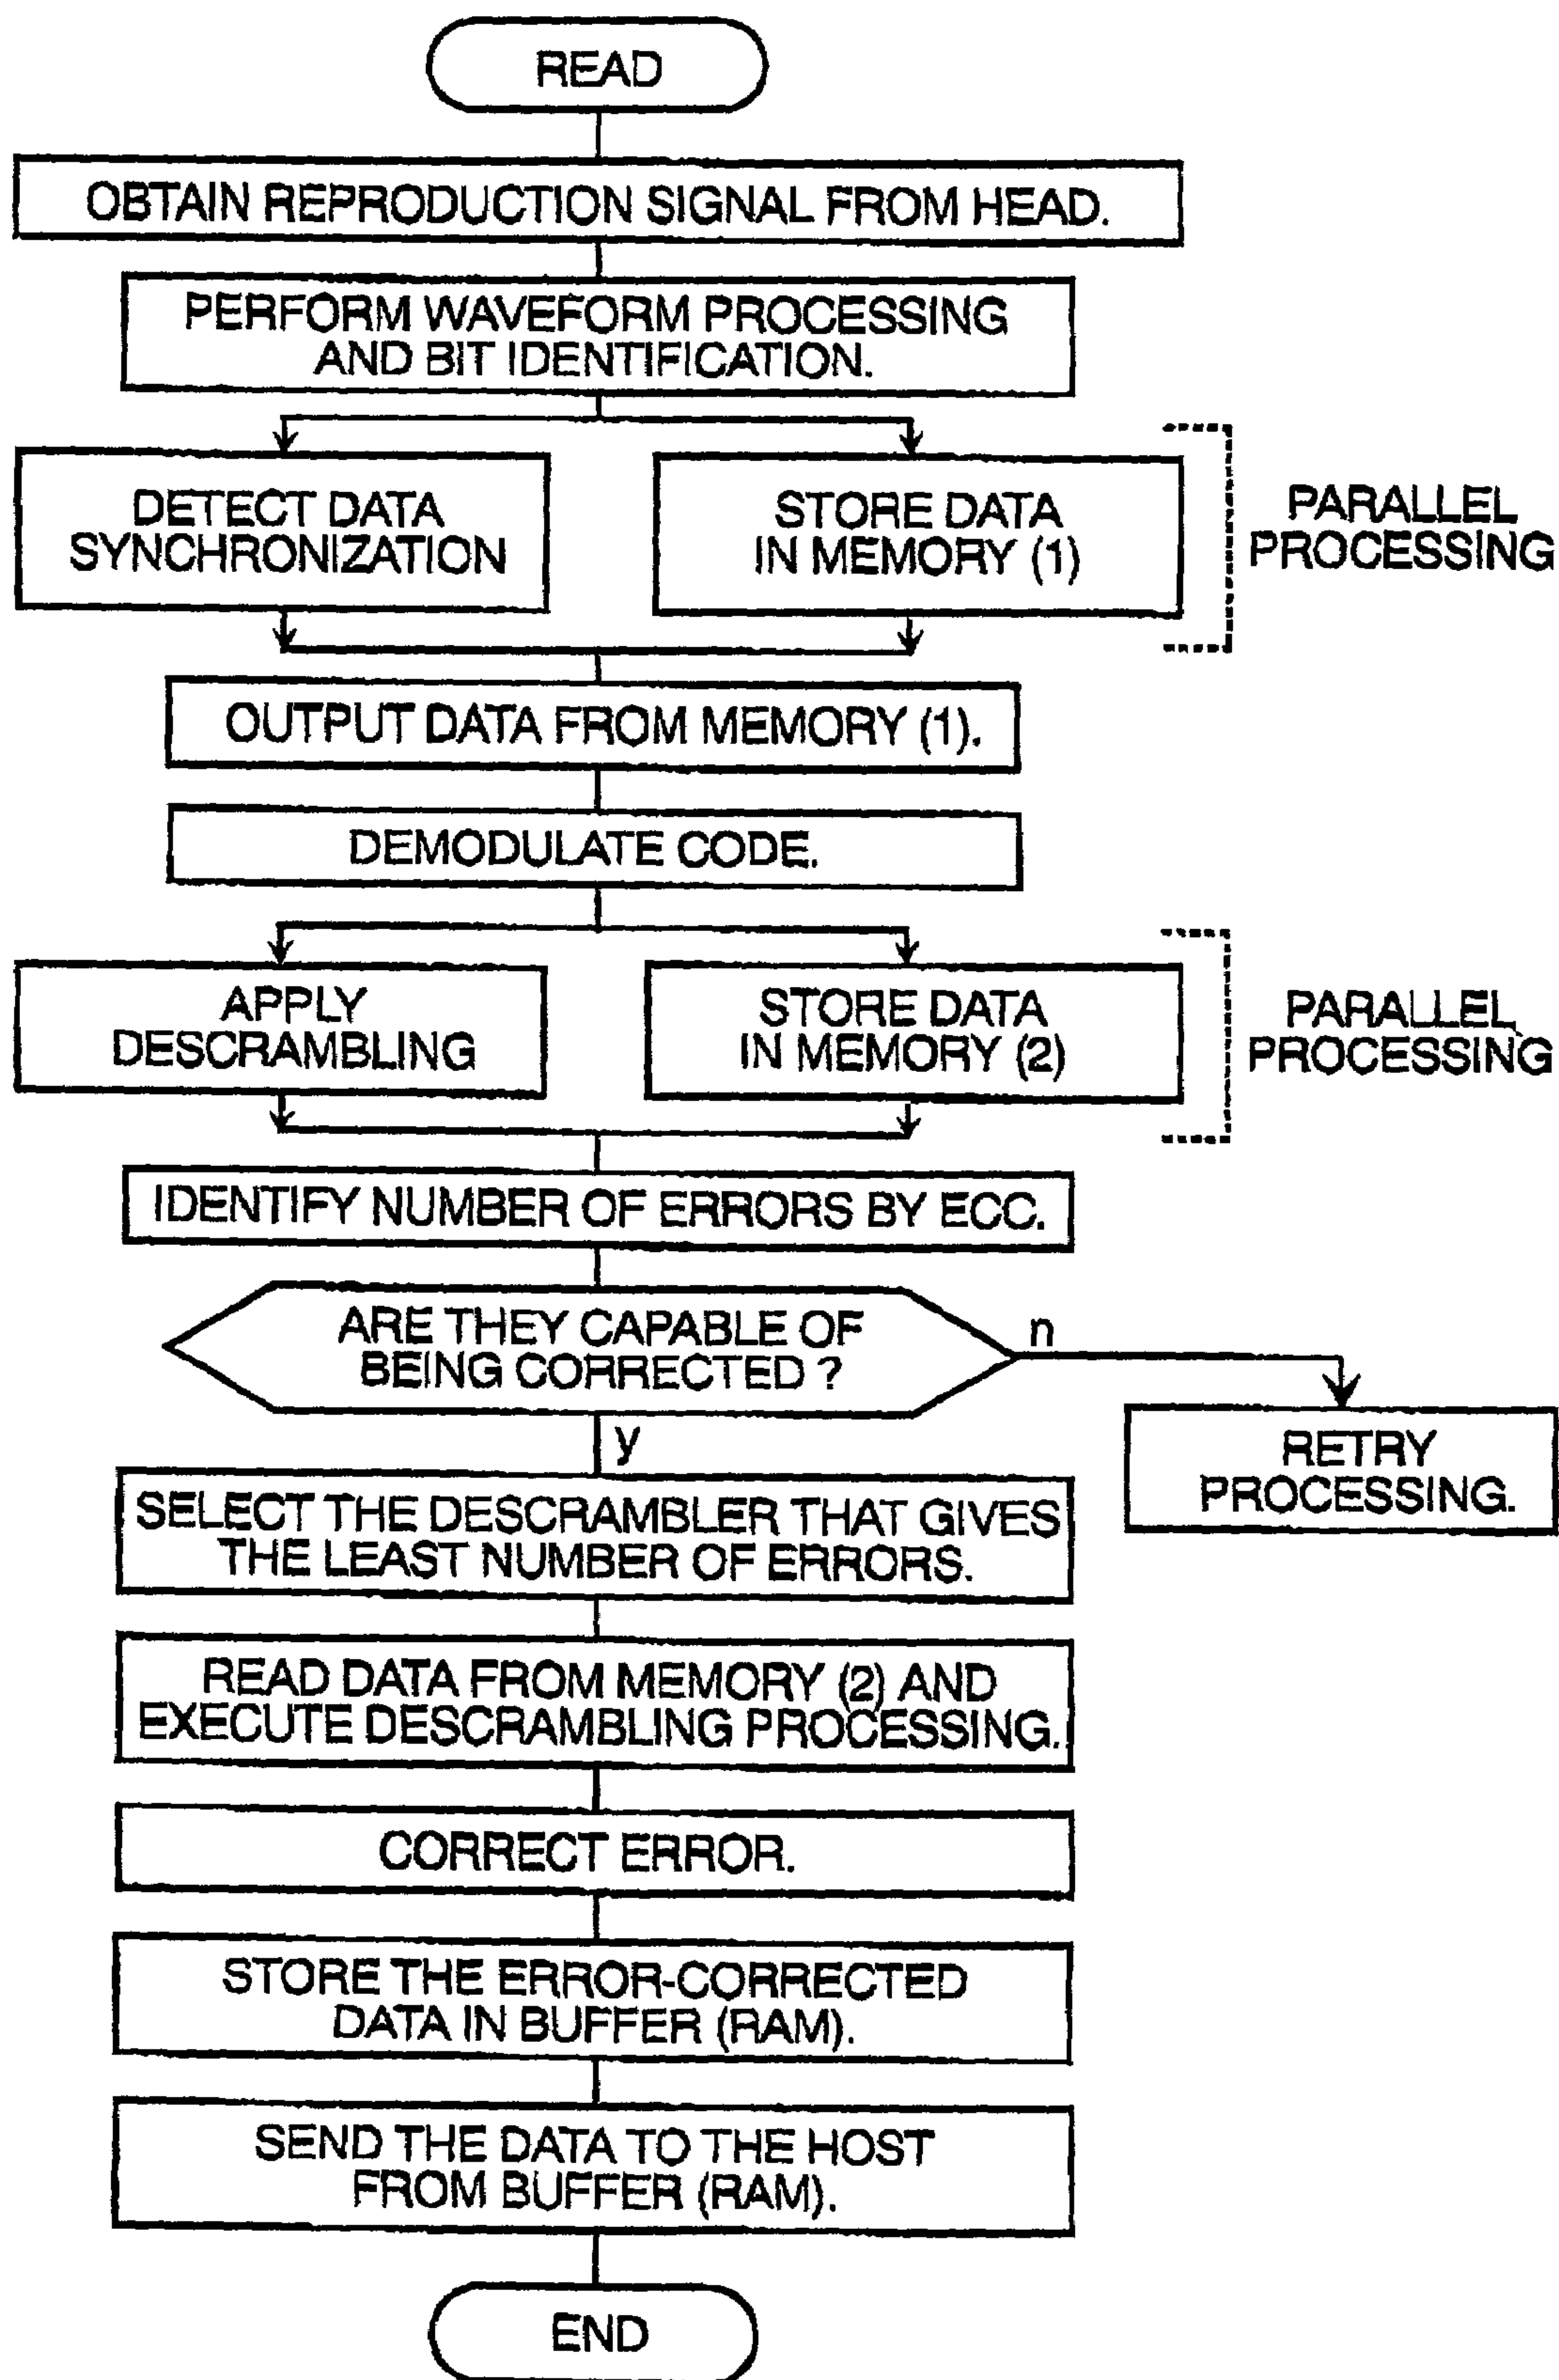 READ
OBTAIN REPRODUCTION SIGNAL FROM HEAD.
PERFORM WAVEFORM PROCESSING
AND BIT IDENTIFICATION.
DETECT DATA
SYNCHRONIZATION
STORE DATA
IN MEMORY (1)
PARALLEL
PROCESSING
OUTPUT DATA FROM MEMORY (1).
DEMODULATE CODE.
APPLY
DESCRAMBLING
STORE DATA
IN MEMORY (2)
PARALLEL
PROCESSING
IDENTIFY NUMBER OF ERRORS BY ECC.
ARE THEY CAPABLE OF
BEING CORRECTED ?
n
y
RETRY
PROCESSING.
SELECT THE DESCRAMBLER THAT GIVES
THE LEAST NUMBER OF ERRORS.
READ DATA FROM MEMORY (2) AND
EXECUTE DESCRAMBLING PROCESSING.
CORRECT ERROR.
STORE THE ERROR-CORRECTED
DATA IN BUFFER (RAM).
SEND THE DATA TO THE HOST
FROM BUFFER (RAM).
END